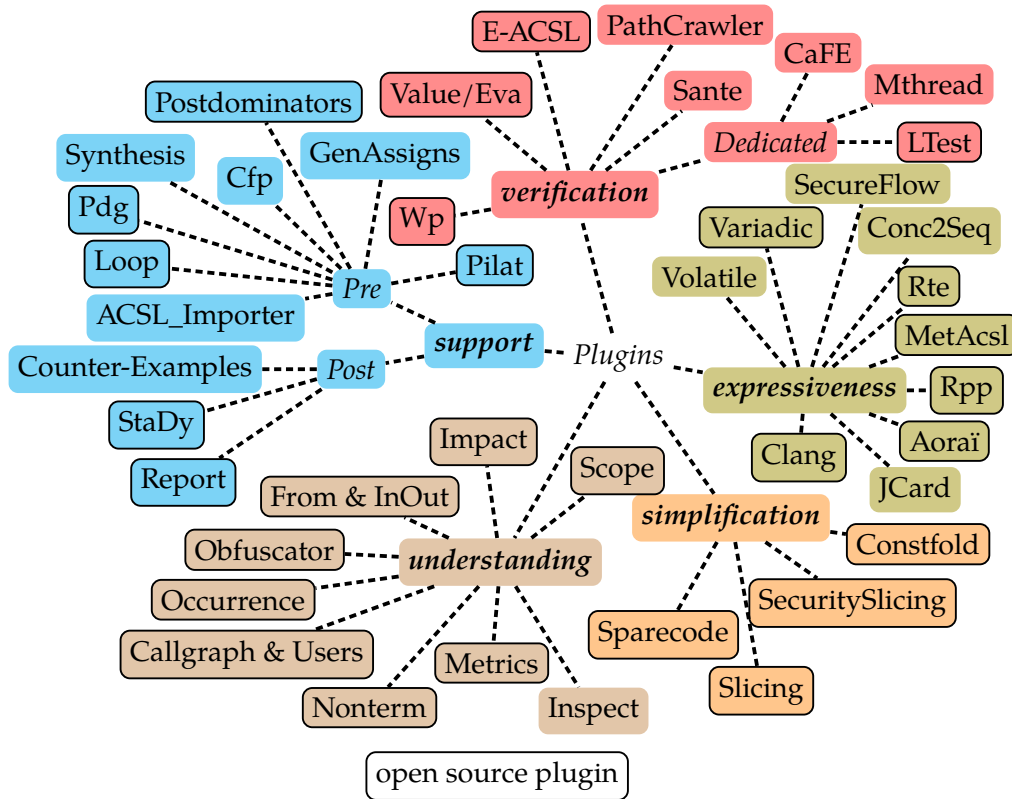 E-ACSL
PathCrawler
CaFE
Value/Eva
Sante
Mthread
Postdominators
Dedicated
LTest
Synthesis
Cfp
GenAssigns
verification
SecureFlow
Pdg
Wp
Variadic
Conc2Seq
Loop
Pre
Pilat
Volatile
Rte
ACSL_Importer
MetAcsl
support
Plugins
Counter-Examples
Post
expressiveness
Rpp
StaDy
Impact
Aoraï
Clang
Report
Scope
JCard
From & InOut
simplification
Obfuscator
understanding
Constfold
Occurrence
SecuritySlicing
Callgraph & Users
Metrics
Sparecode
Nonterm
Inspect
Slicing
open source plugin